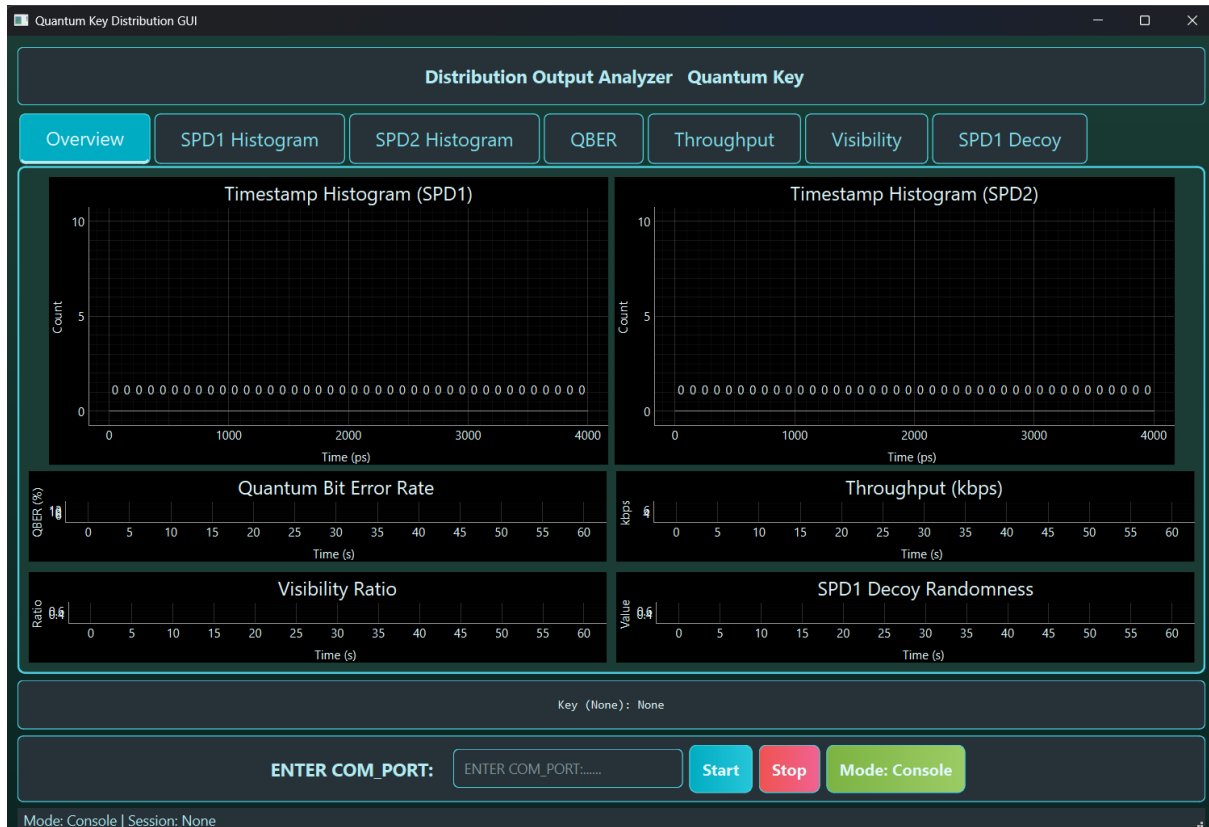 Quantum Key Distribution GUI
Distribution Output Analyzer Quantum Key
Overview SPD1 Histogram SPD2 Histogram QBER Throughput Visibility SPD1 Decoy
Timestamp Histogram (SPD1)
10
5
0
Count
0 0 0 0 0 0 0 0 0 0 0 0 0 0 0 0 0 0 0 0 0 0 0 0 0 0 0 0 0 0 0 0 0 0 0 0 0 0 0 0
0 1000 2000 3000 4000
Time (ps)
Timestamp Histogram (SPD2)
10
5
0
Count
0 0 0 0 0 0 0 0 0 0 0 0 0 0 0 0 0 0 0 0 0 0 0 0 0 0 0 0 0 0 0 0 0 0 0 0 0 0 0 0
0 1000 2000 3000 4000
Time (ps)
Quantum Bit Error Rate
QBER (%)
0 5 10 15 20 25 30 35 40 45 50 55 60
Time (s)
Throughput (kbps)
kbps
0 5 10 15 20 25 30 35 40 45 50 55 60
Time (s)
Visibility Ratio
Ratio
0 5 10 15 20 25 30 35 40 45 50 55 60
Time (s)
SPD1 Decoy Randomness
Value
0 5 10 15 20 25 30 35 40 45 50 55 60
Time (s)
Key (None): None
ENTER COM_PORT: ENTER COM_PORT:...... Start Stop Mode: Console
Mode: Console | Session: None